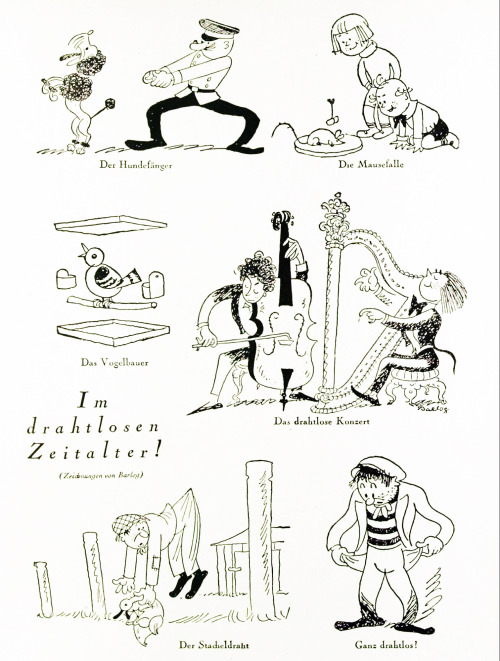 Der Hundefänger
Die Mausefalle
Das Vogelbauer
Das drahtlose Konzert
Barlog
Im
drahtlosen
Zeitalter!
(Zeichnungen von Barlog)
Der Stacheldraht
Ganz drahtlos!